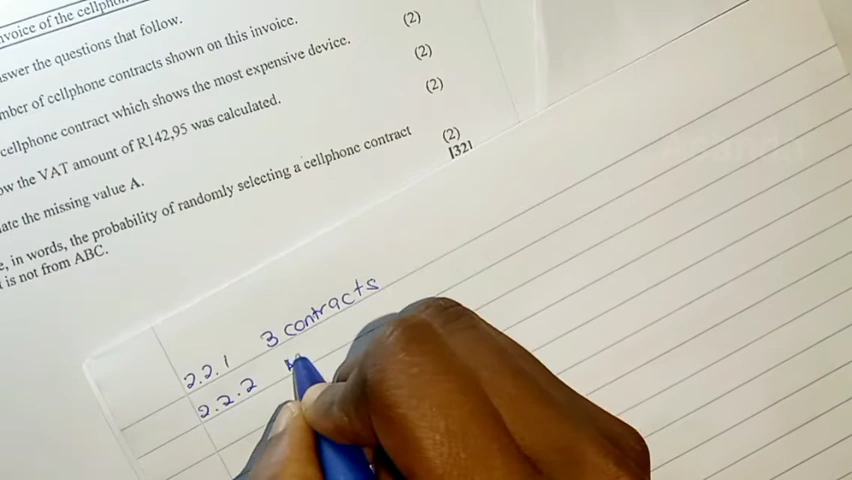 nvoice of the cellphon
nswer the questions that follow.
mber of cellphone contracts shown on this invoice. (2)
cellphone contract which shows the most expensive device. (2)
ow the VAT amount of R142,95 was calculated. (2)
ate the missing value A. (2)
e, in words, the probability of randomly selecting a cellphone contract [32]
t is not from ABC.
2.2.1 3 contracts
2.2.2